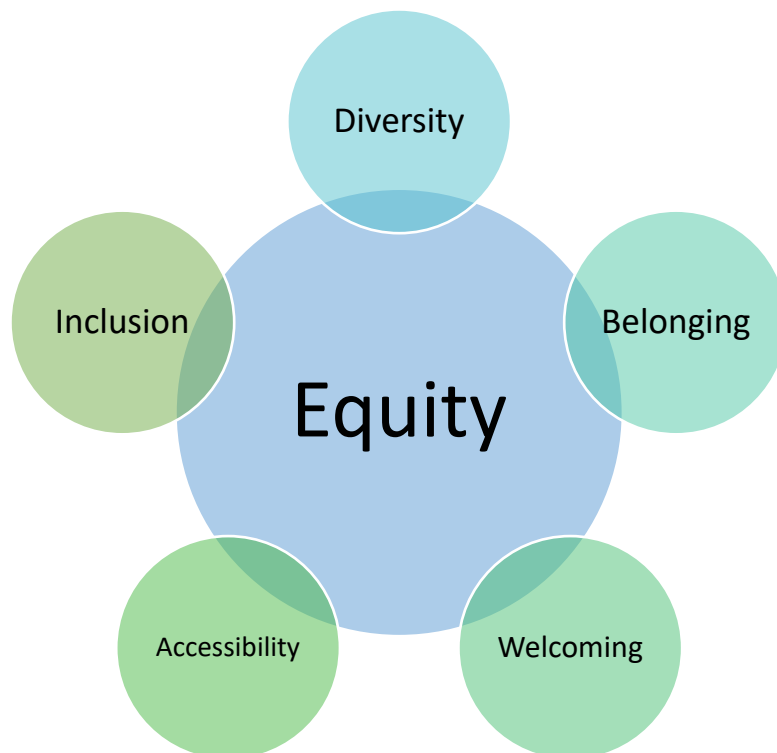 Diversity
Inclusion
Belonging
Equity
Accessibility
Welcoming